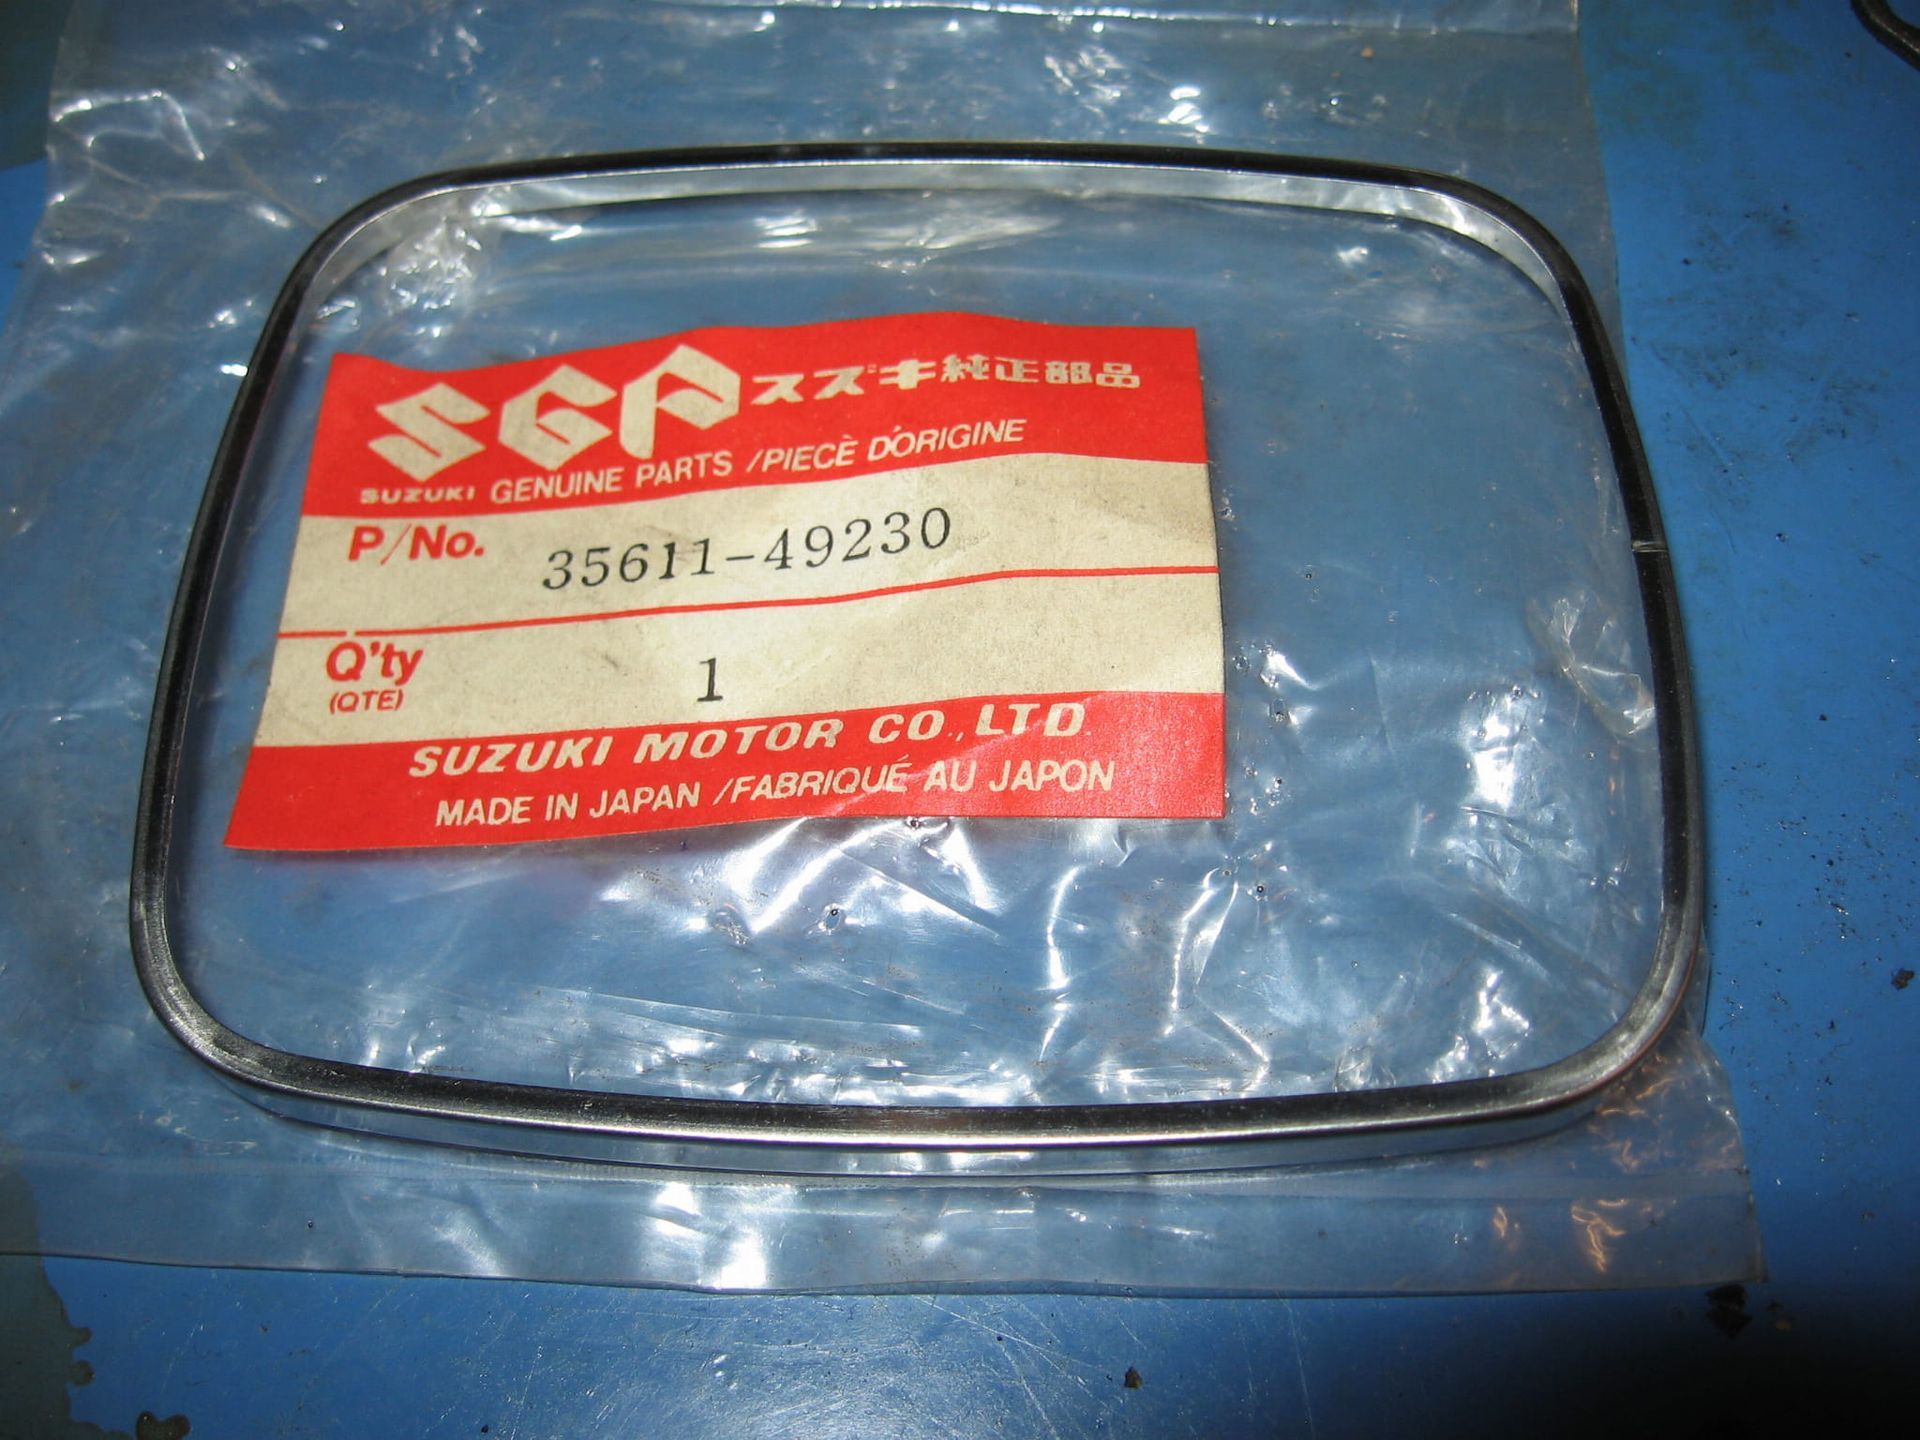 SGP スズキ純正部品
SUZUKI GENUINE PARTS /PIECÈ D'ORIGINE
P/No. 35611-49230
Q'ty 1
(QTE)
SUZUKI MOTOR CO.,LTD.
MADE IN JAPAN /FABRIQUÉ AU JAPON